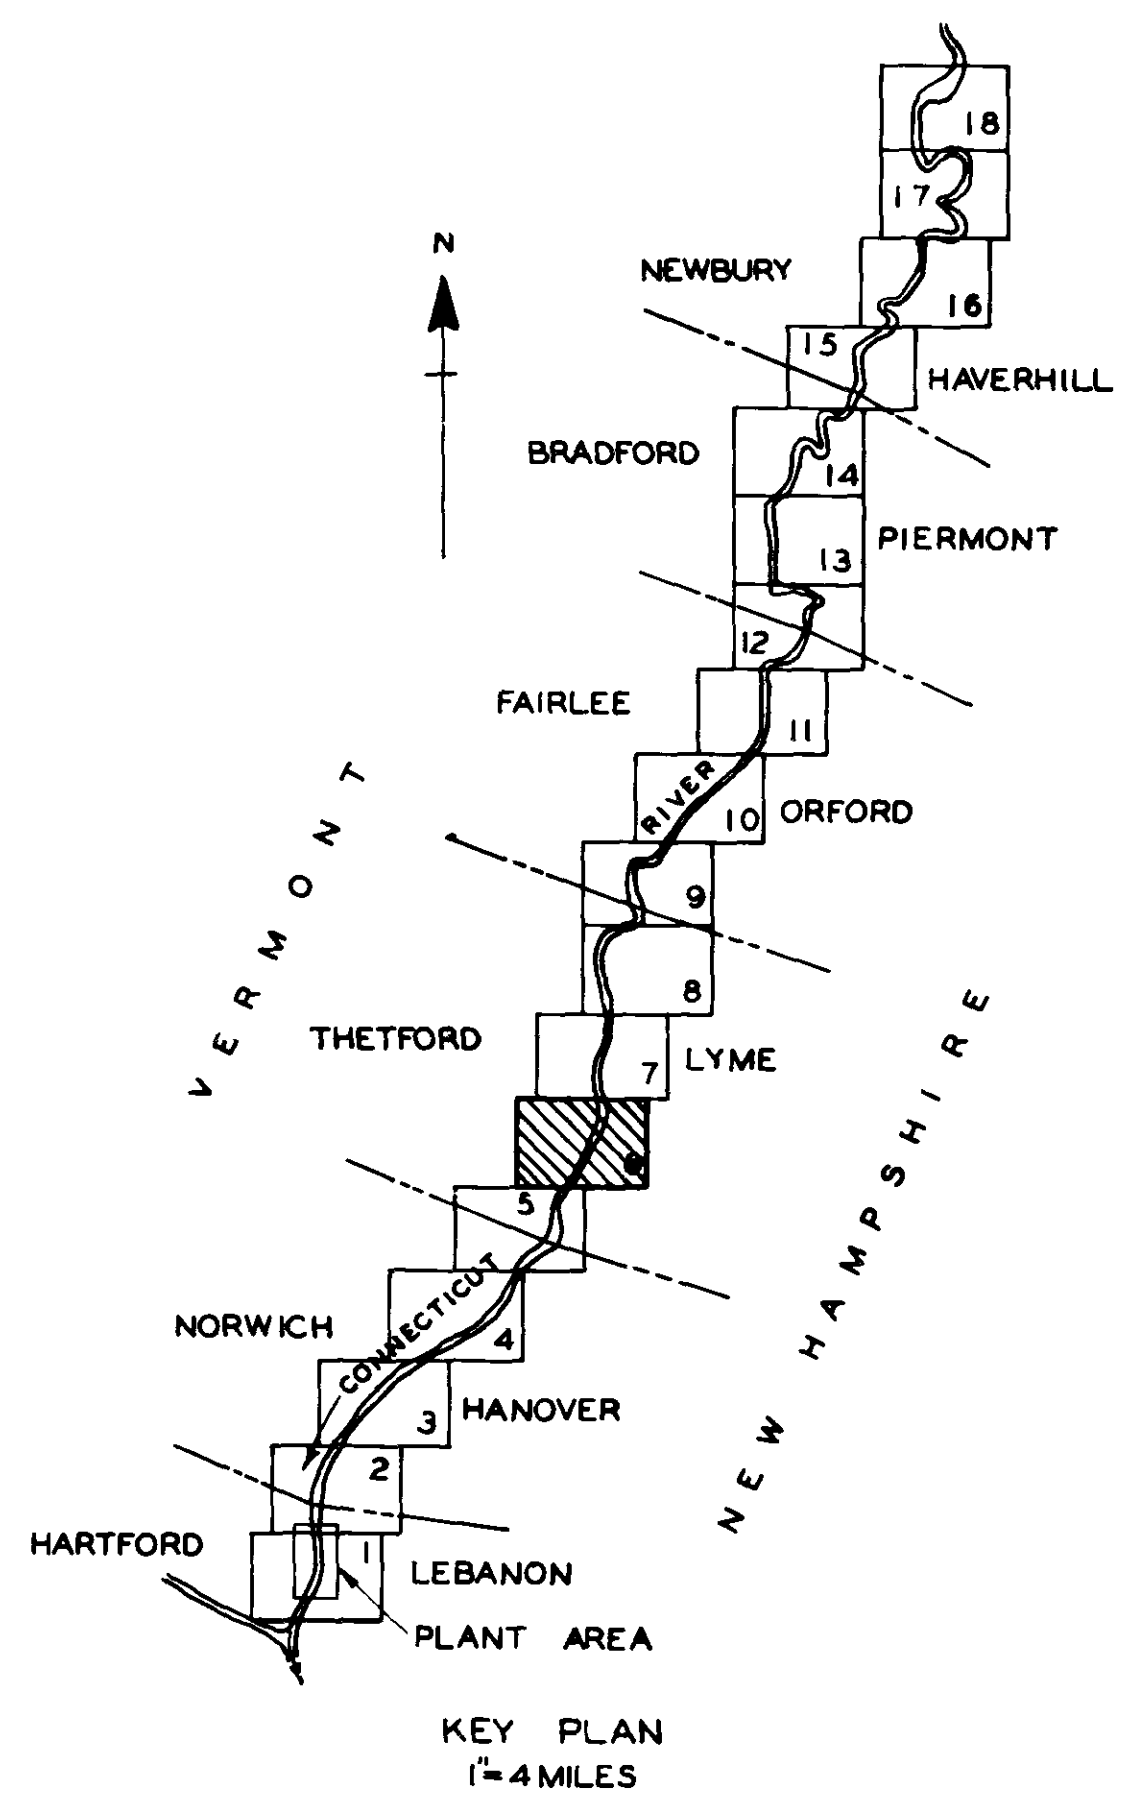 18
17
N
NEWBURY
16
15
HAVERHILL
BRADFORD
14
PIERMONT
13
12
FAIRLEE
11
RIVER
10
ORFORD
VERMONT
9
8
THETFORD
7
LYME
NEW HAMPSHIRE
5
CONNECTICUT
NORWICH
4
HANOVER
3
2
HARTFORD
1
LEBANON
PLANT AREA
KEY PLAN
1"=4 MILES